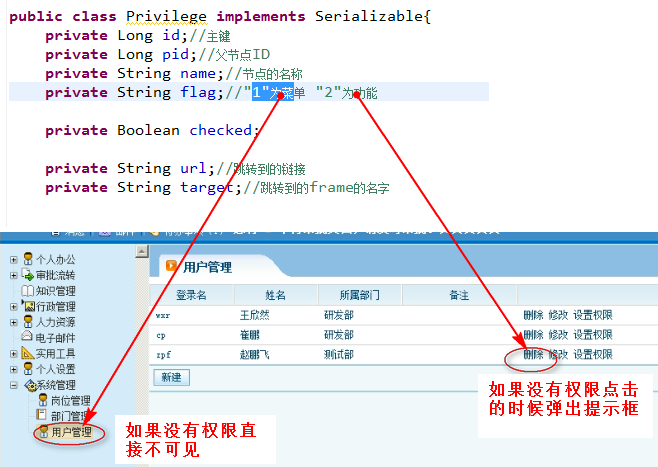 public class Privilege implements Serializable{
private Long id;//主键
private Long pid;//父节点ID
private String name;//节点的名称
private String flag;//"1"为菜单 "2"为功能
private Boolean checked;
private String url;//跳转到的链接
private String target;//跳转到的frame的名字
用户管理
个人办公
审批流转
知识管理
行政管理
人力资源
电子邮件
实用工具
个人设置
系统管理
岗位管理
部门管理
用户管理
登录名 姓名 所属部门 备注
wxr 王欣然 研发部 删除 修改 设置权限
cp 崔鹏 研发部 删除 修改 设置权限
zpf 赵鹏飞 测试部 删除 修改 设置权限
新建
如果没有权限直
接不可见
如果没有权限点击
的时候弹出提示框